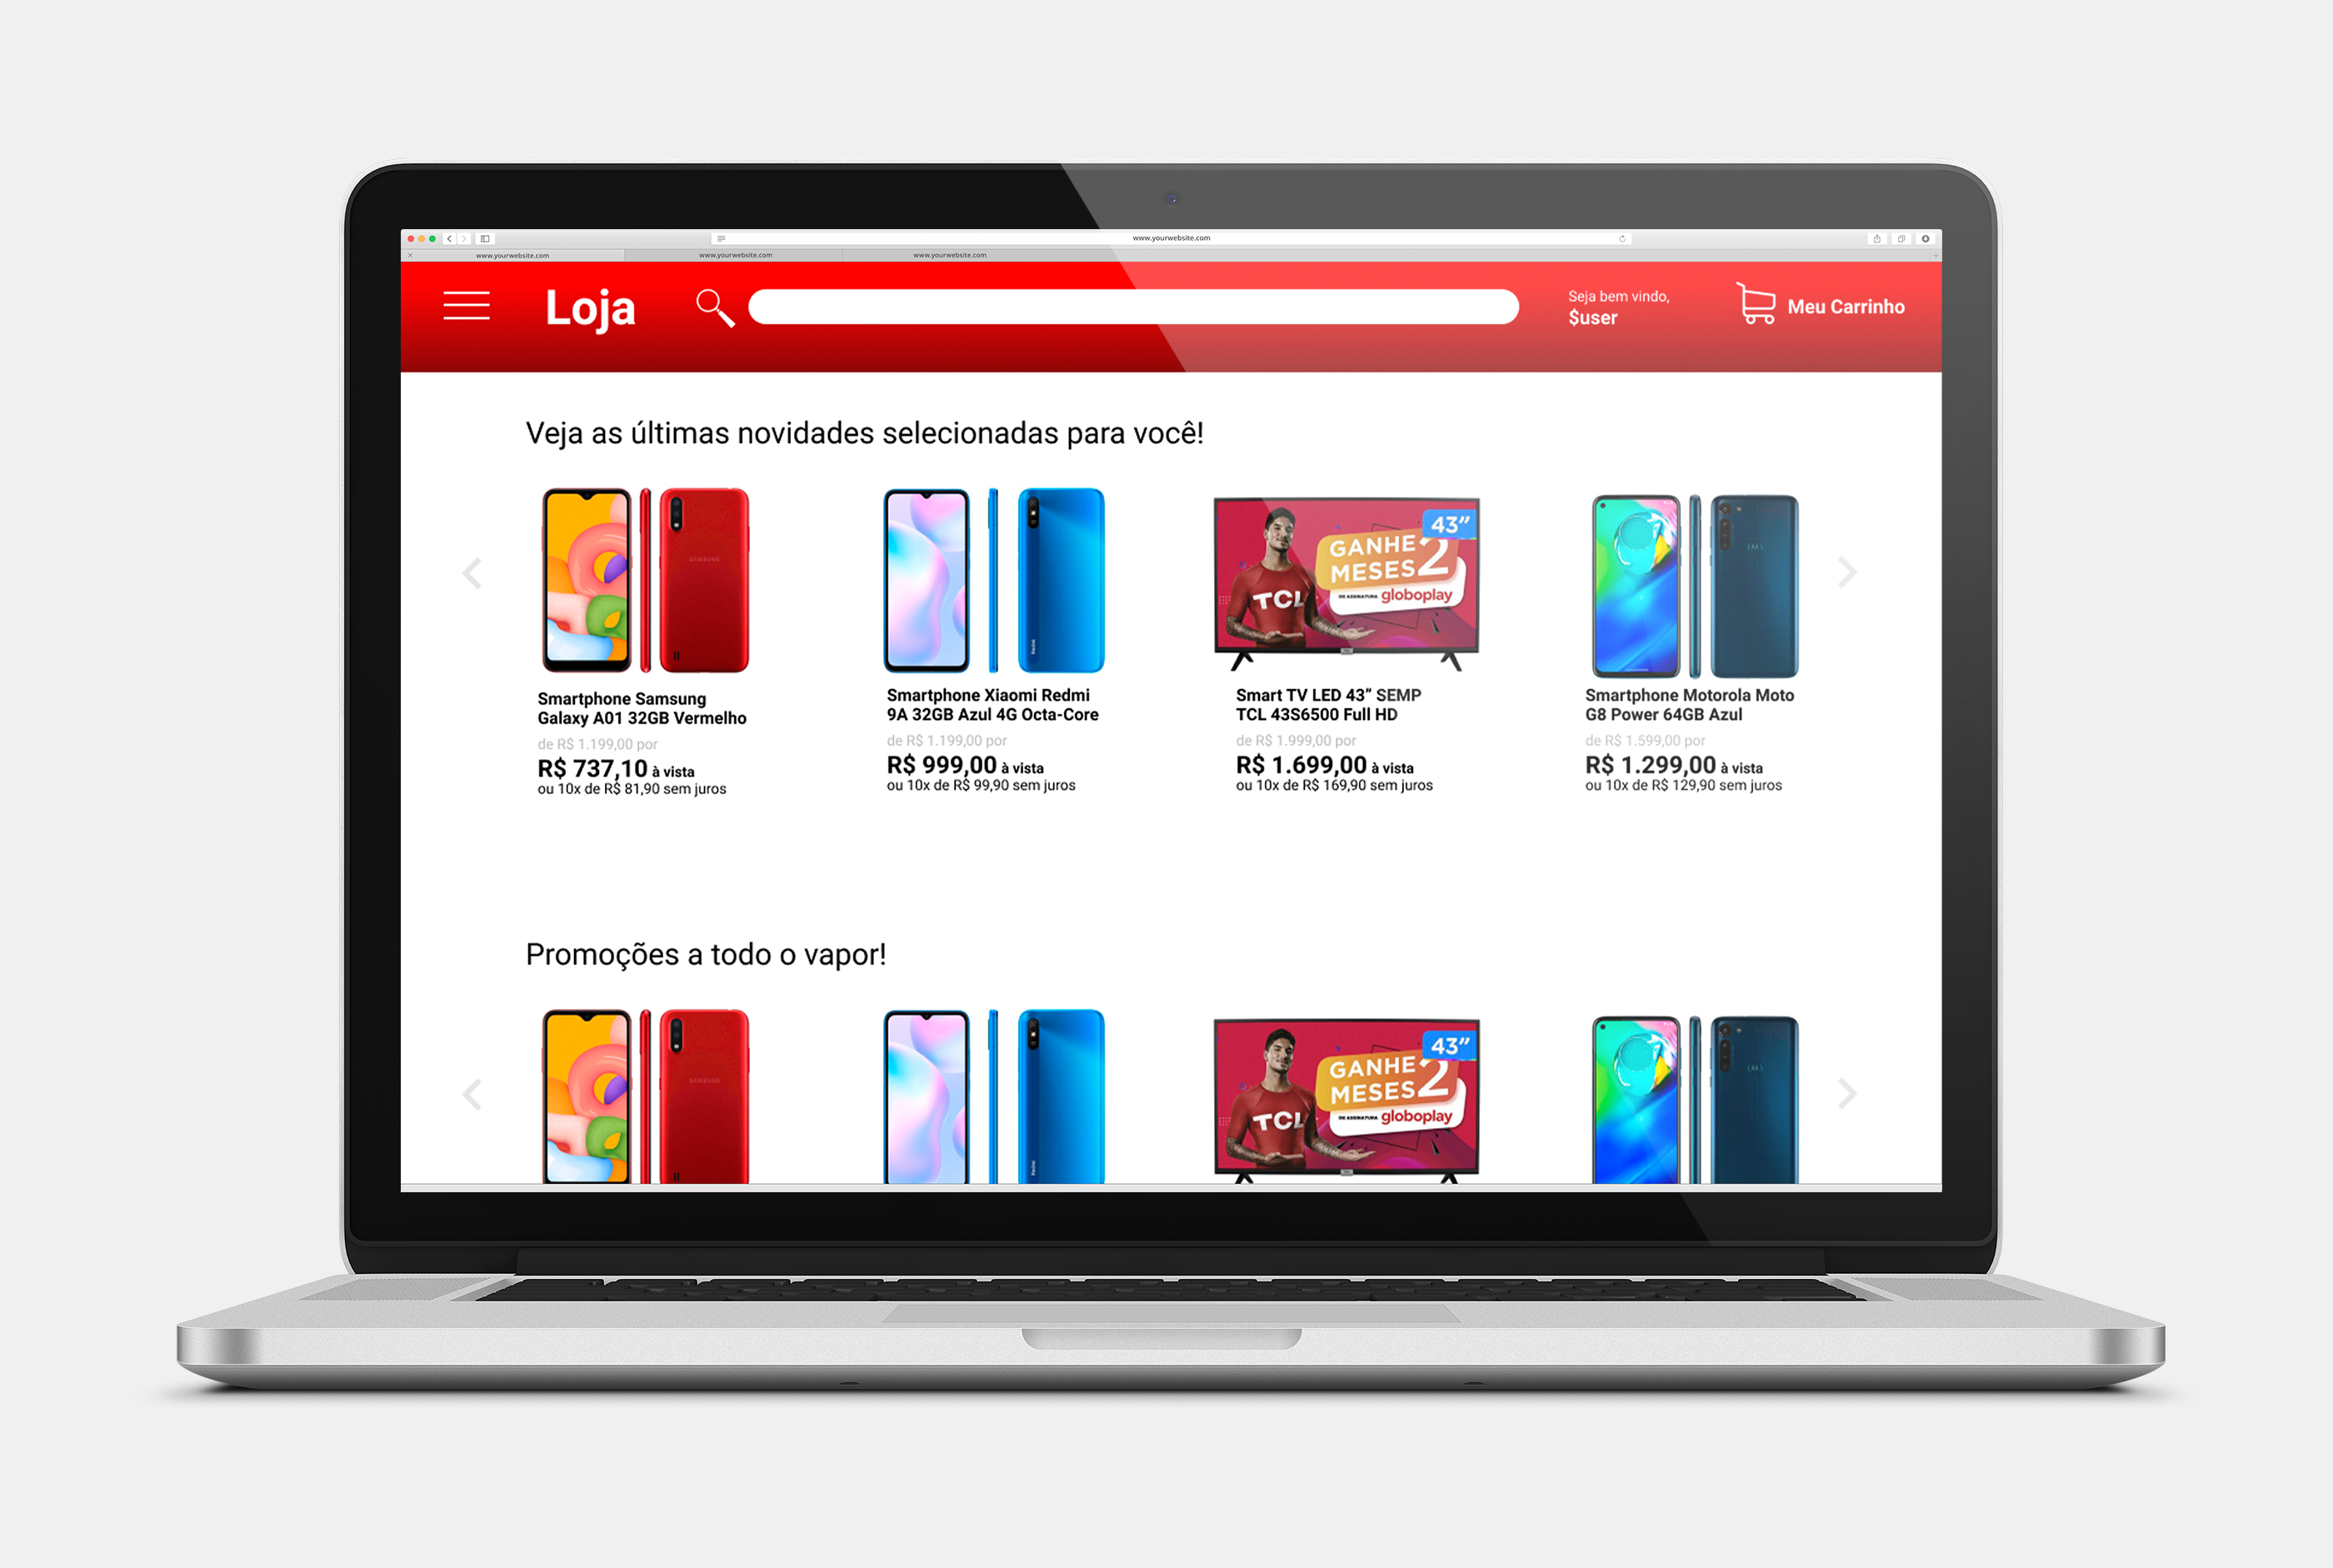 www.yourwebsite.com
www.yourwebsite.com
www.yourwebsite.com
www.yourwebsite.com
Loja
Seja bem vindo,
$user
Meu Carrinho
Veja as últimas novidades selecionadas para você!
SAMSUNG
Redmi
43”
GANHE 2
MESES
DE ASSINATURA globoplay
TCL
Smartphone Samsung
Galaxy A01 32GB Vermelho
de R$ 1.199,00 por
R$ 737,10 à vista
ou 10x de R$ 81,90 sem juros
Smartphone Xiaomi Redmi
9A 32GB Azul 4G Octa-Core
de R$ 1.199,00 por
R$ 999,00 à vista
ou 10x de R$ 99,90 sem juros
Smart TV LED 43” SEMP
TCL 43S6500 Full HD
de R$ 1.999,00 por
R$ 1.699,00 à vista
ou 10x de R$ 169,90 sem juros
Smartphone Motorola Moto
G8 Power 64GB Azul
de R$ 1.599,00 por
R$ 1.299,00 à vista
ou 10x de R$ 129,90 sem juros
Promoções a todo o vapor!
SAMSUNG
Redmi
43”
GANHE 2
MESES
DE ASSINATURA globoplay
TCL